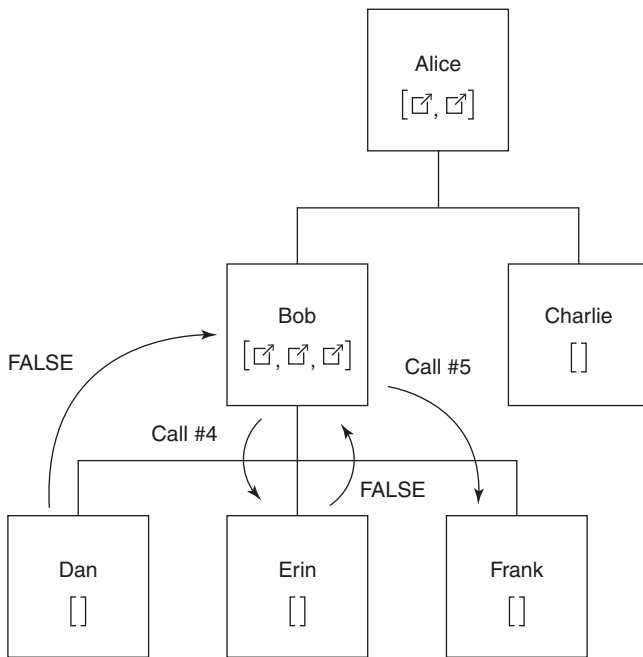 Alice
[ , ]
Bob
[ , , ]
Charlie
[]
FALSE
Call #4
Call #5
FALSE
Dan
[]
Erin
[]
Frank
[]